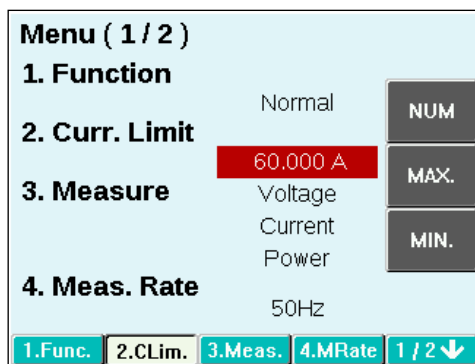 Menu ( 1 / 2 )
1. Function
Normal
NUM
2. Curr. Limit
60.000 A
MAX.
3. Measure
Voltage
Current
MIN.
Power
4. Meas. Rate
50Hz
1.Func. 2.CLim. 3.Meas. 4.MRate 1 / 2